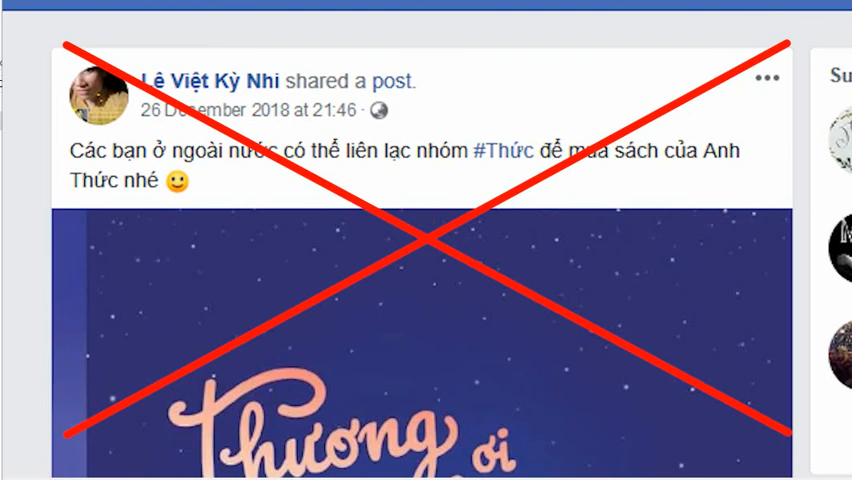 Lê Việt Kỳ Nhi shared a post.
26 December 2018 at 21:46 ·
Các bạn ở ngoài nước có thể liên lạc nhóm #Thức để mua sách của Anh
Thức nhé
Thương ơi
Su